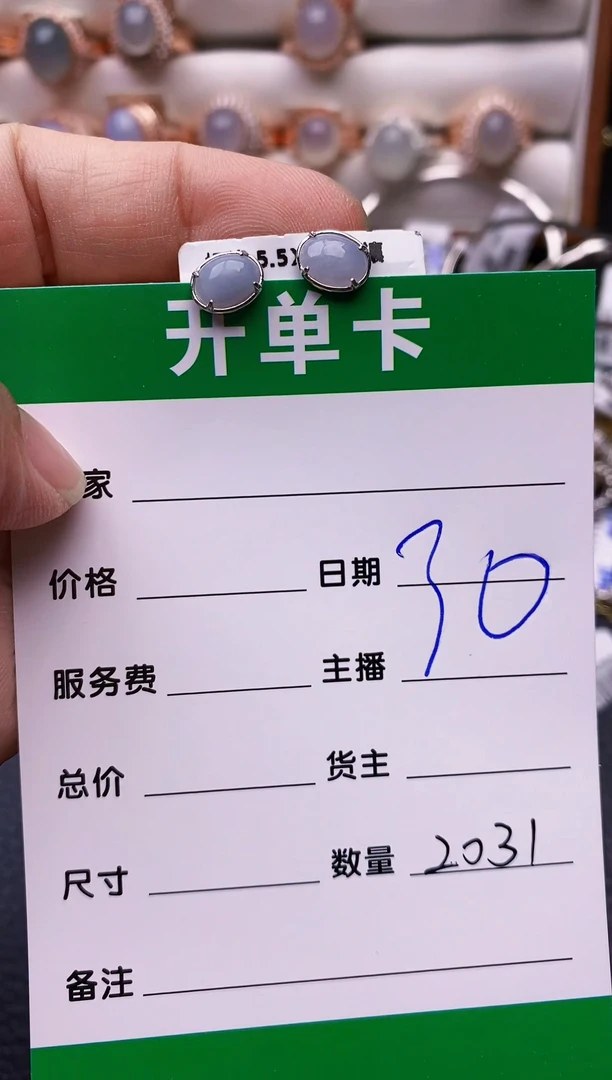 5.5X
开单卡
家
价格 日期 30
服务费 主播
总价 货主
尺寸 数量 2031
备注